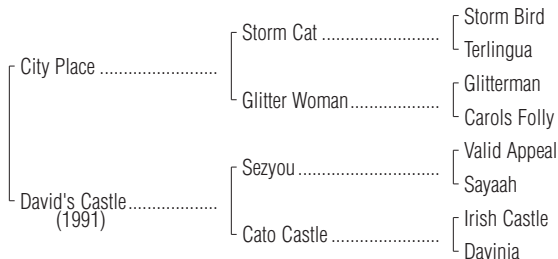 Storm Bird
Storm Cat ........................
Terlingua
City Place ........................
Glitterman
Glitter Woman ..................
Carols Folly
Valid Appeal
Sezyou .............................
Sayaah
David's Castle ..................
(1991)
Irish Castle
Cato Castle ......................
Davinia